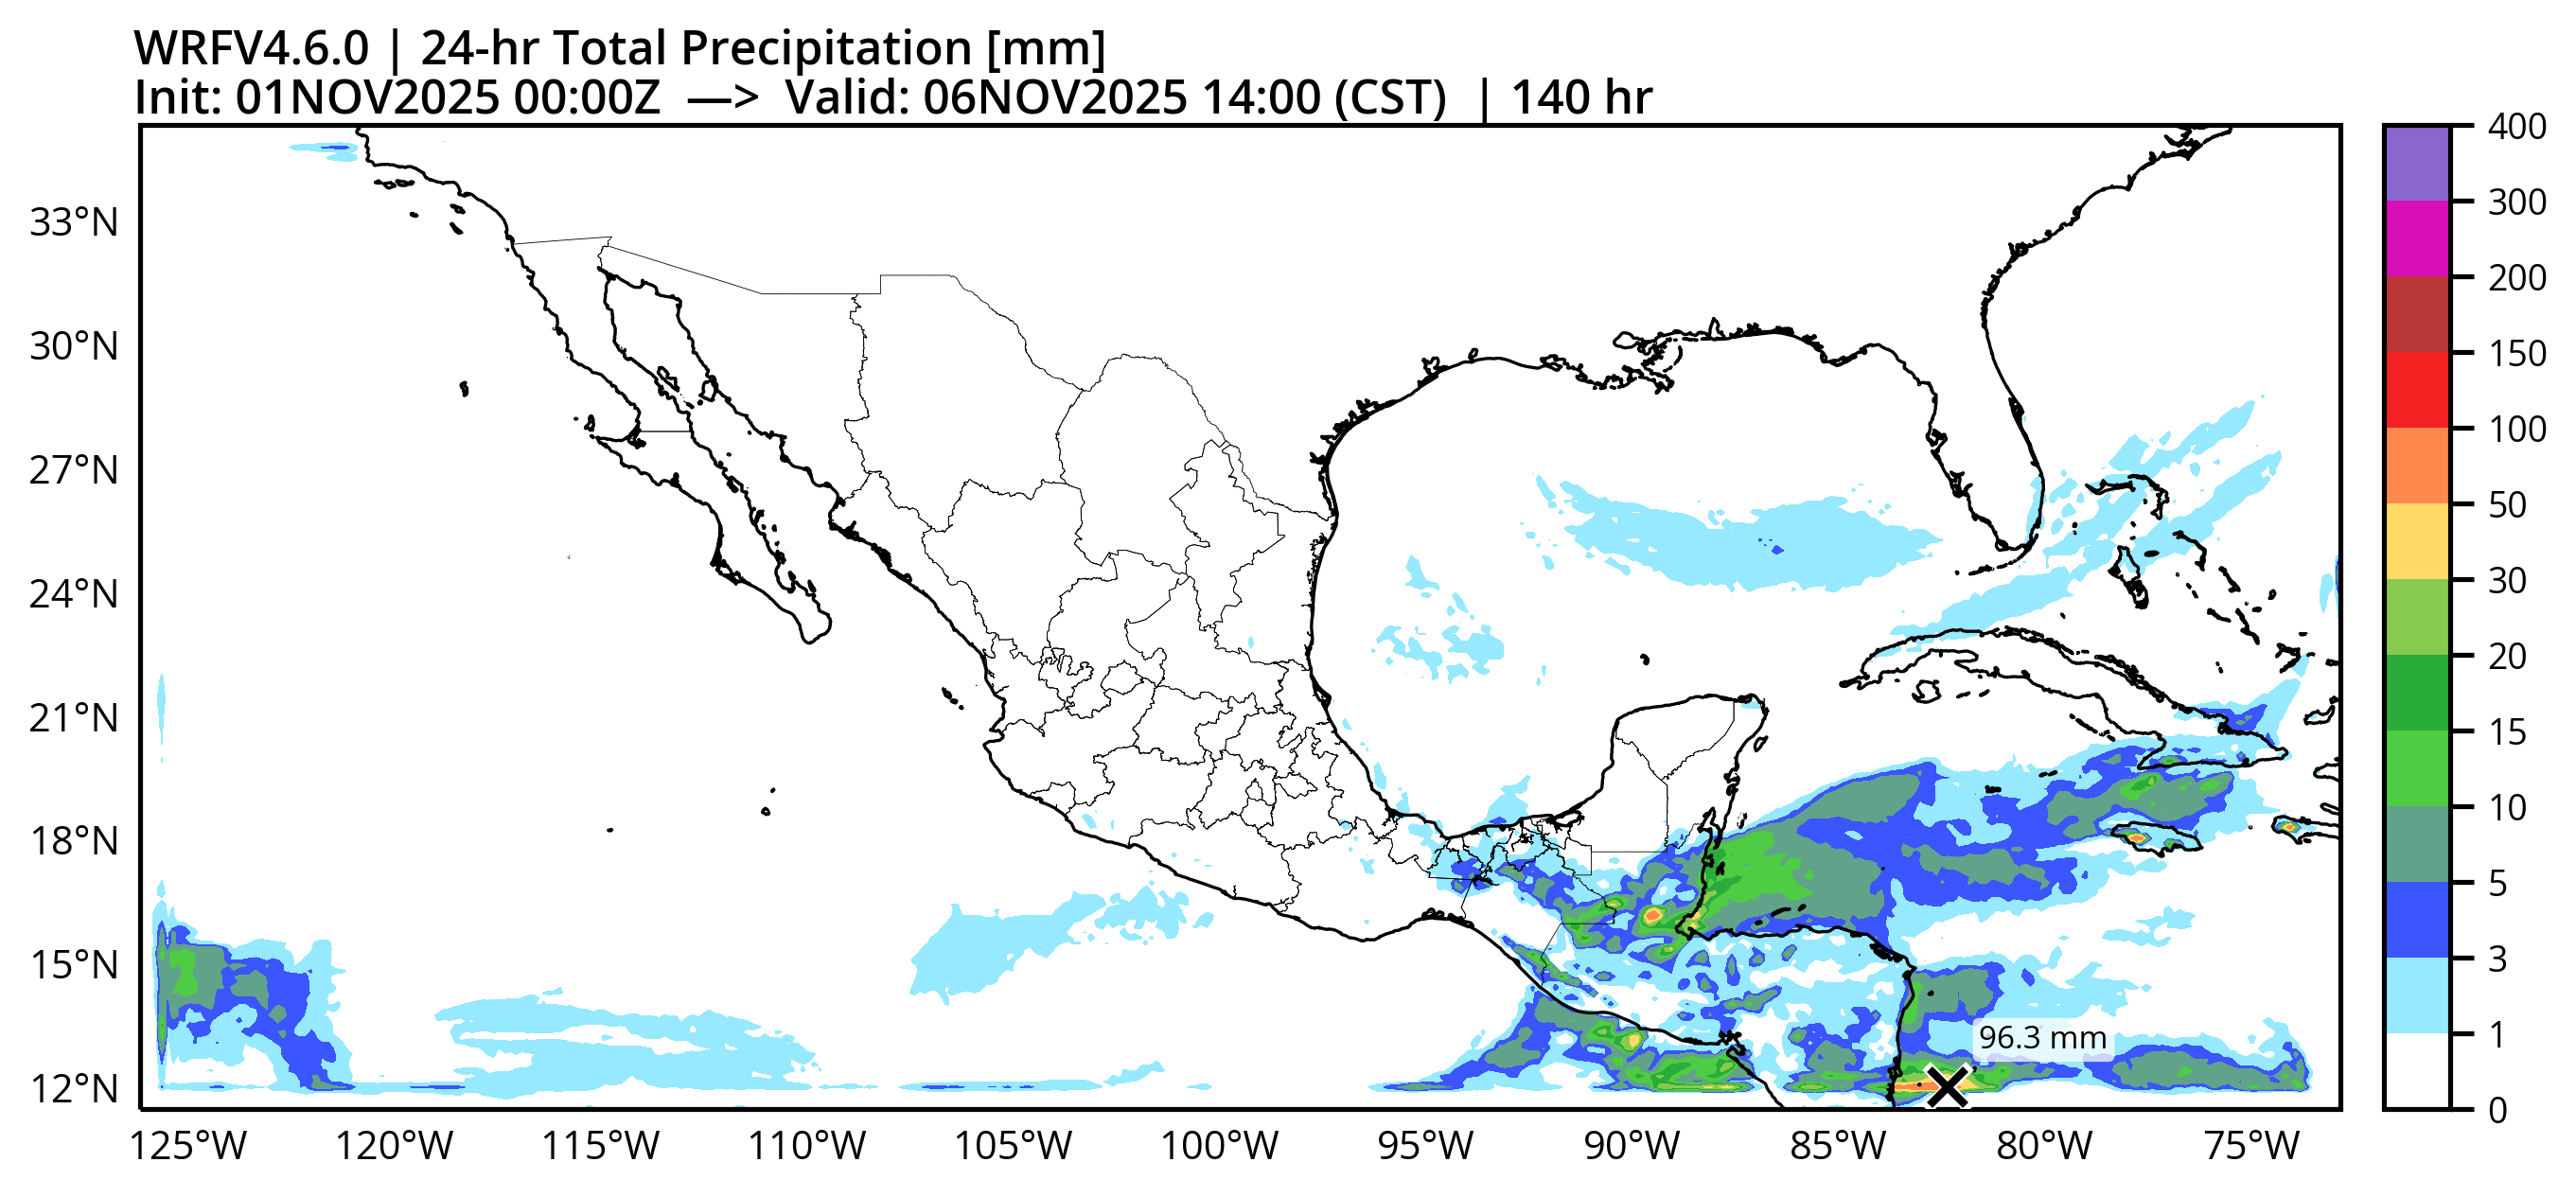 WRFV4.6.0 | 24-hr Total Precipitation [mm]
Init: 01NOV2025 00:00Z —> Valid: 06NOV2025 14:00 (CST) | 140 hr
33°N
30°N
27°N
24°N
21°N
18°N
15°N
12°N
125°W
120°W
115°W
110°W
105°W
100°W
95°W
90°W
85°W
80°W
75°W
96.3 mm
400
300
200
150
100
50
30
20
15
10
5
3
1
0